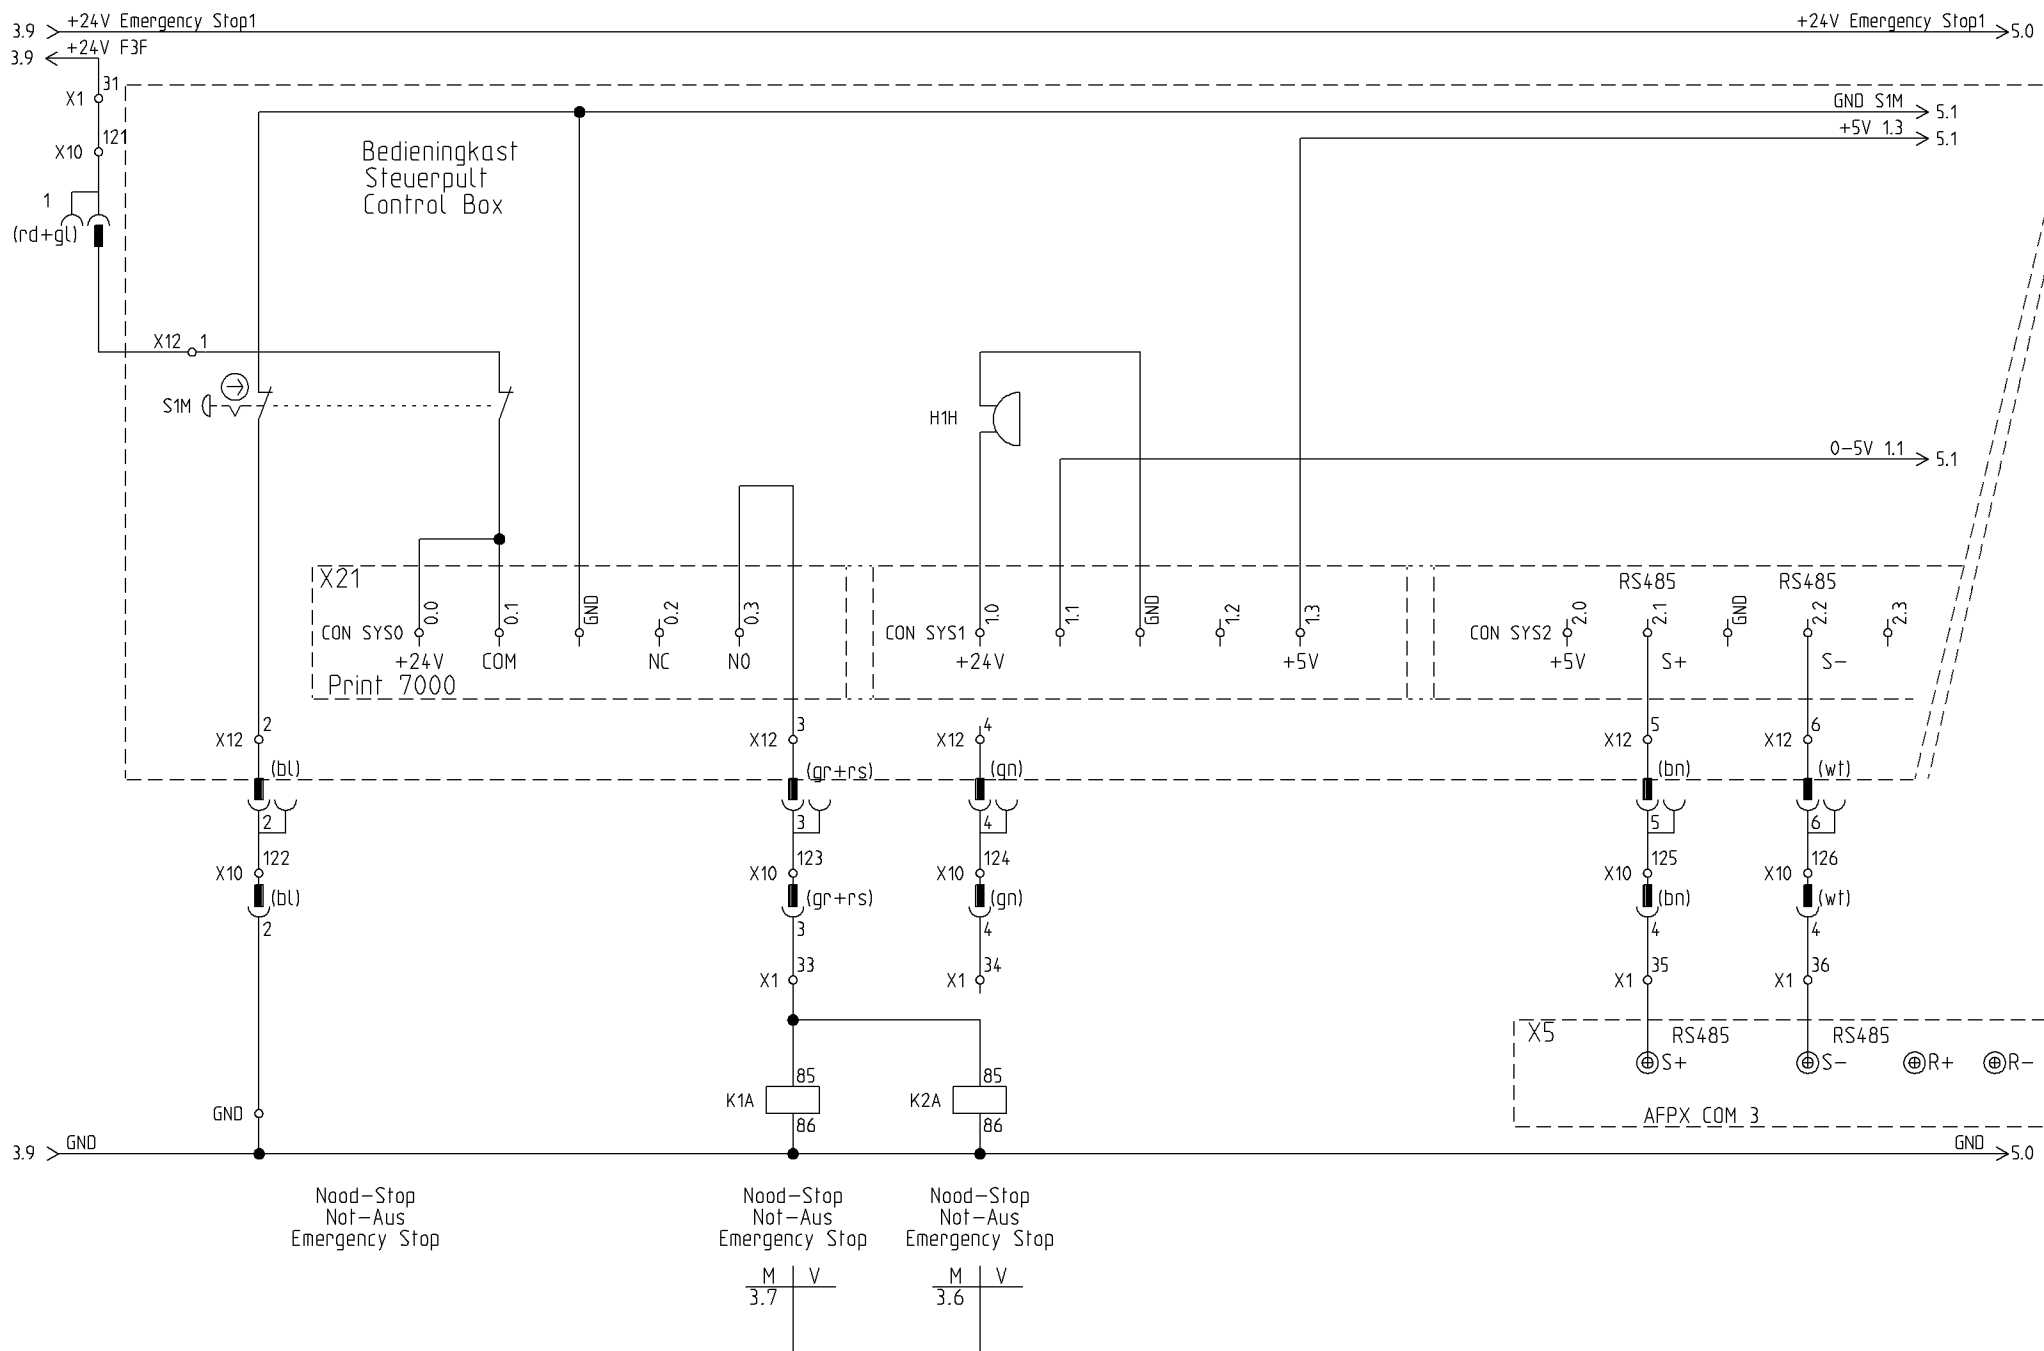 +24V Emergency Stop1
+24V Emergency Stop1
3.9
5.0
+24V F3F
3.9
31
X1
GND S1M
5.1
+5V 1.3
5.1
121
X10
Bedieningkast
Steuerpult
Control Box
1
(rd+gl)
X12 1
S1M
H1H
0-5V 1.1
5.1
X21
RS485 RS485
CON SYS0 0.0 0.1 GND 0.2 0.3
CON SYS1 1.0 1.1 GND 1.2 1.3
CON SYS2 2.0 2.1 GND 2.2 2.3
+24V COM NC NO
+24V +5V
+5V S+ S-
Print 7000
X12 2 X12 3 X12 4 X12 5 X12 6
(bl) (gr+rs) (gn) (bn) (wt)
2 3 4 5 6
X10 122 X10 123 X10 124 X10 125 X10 126
(bl) (gr+rs) (gn) (bn) (wt)
2 3 4 4 4
X1 33 X1 34 X1 35 X1 36
X5 RS485 RS485
S+ S- R+ R-
AFPX COM 3
85 85
K1A K2A
86 86
GND
3.9 GND GND 5.0
Nood-Stop
Not-Aus
Emergency Stop
Nood-Stop
Not-Aus
Emergency Stop
M V
3.7
Nood-Stop
Not-Aus
Emergency Stop
M V
3.6